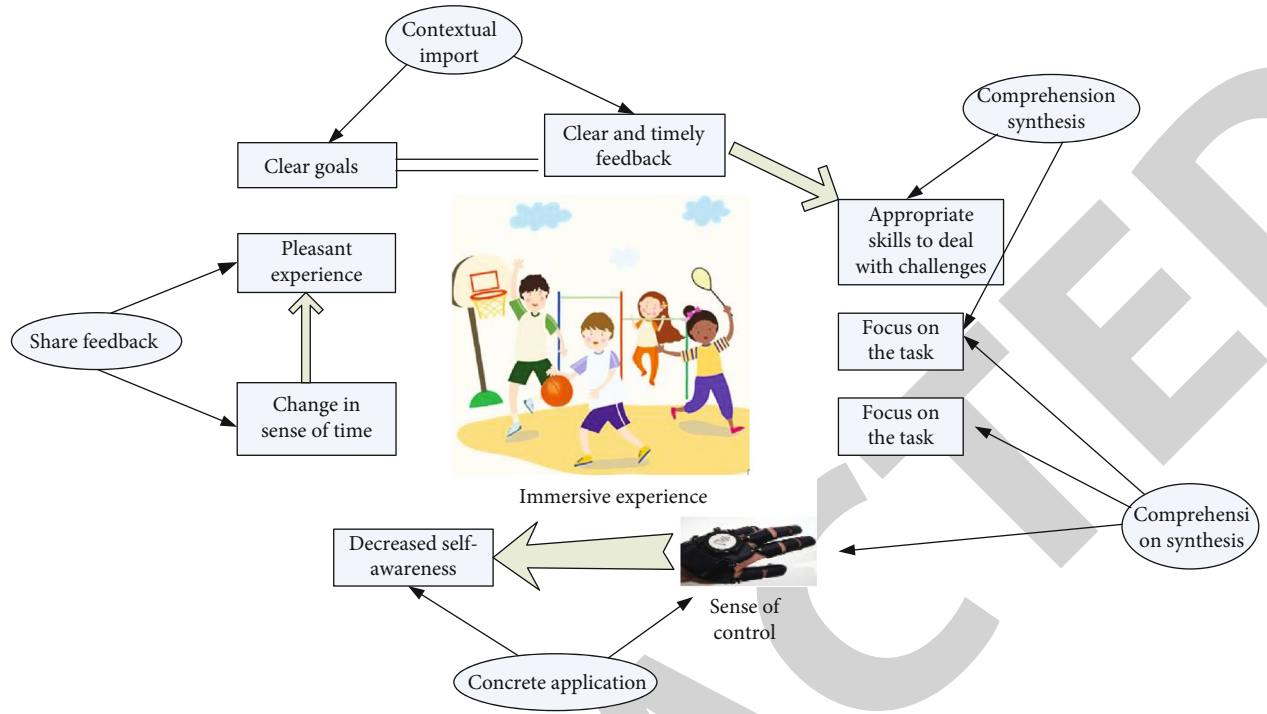 Contextual
import
Clear goals
Clear and timely
feedback
Comprehension
synthesis
Appropriate
skills to deal
with challenges
Pleasant
experience
Share feedback
Change in
sense of time
Focus on
the task
Focus on
the task
Immersive experience
Comprehensi
on synthesis
Decreased self-
awareness
Sense of
control
Concrete application
ACTED